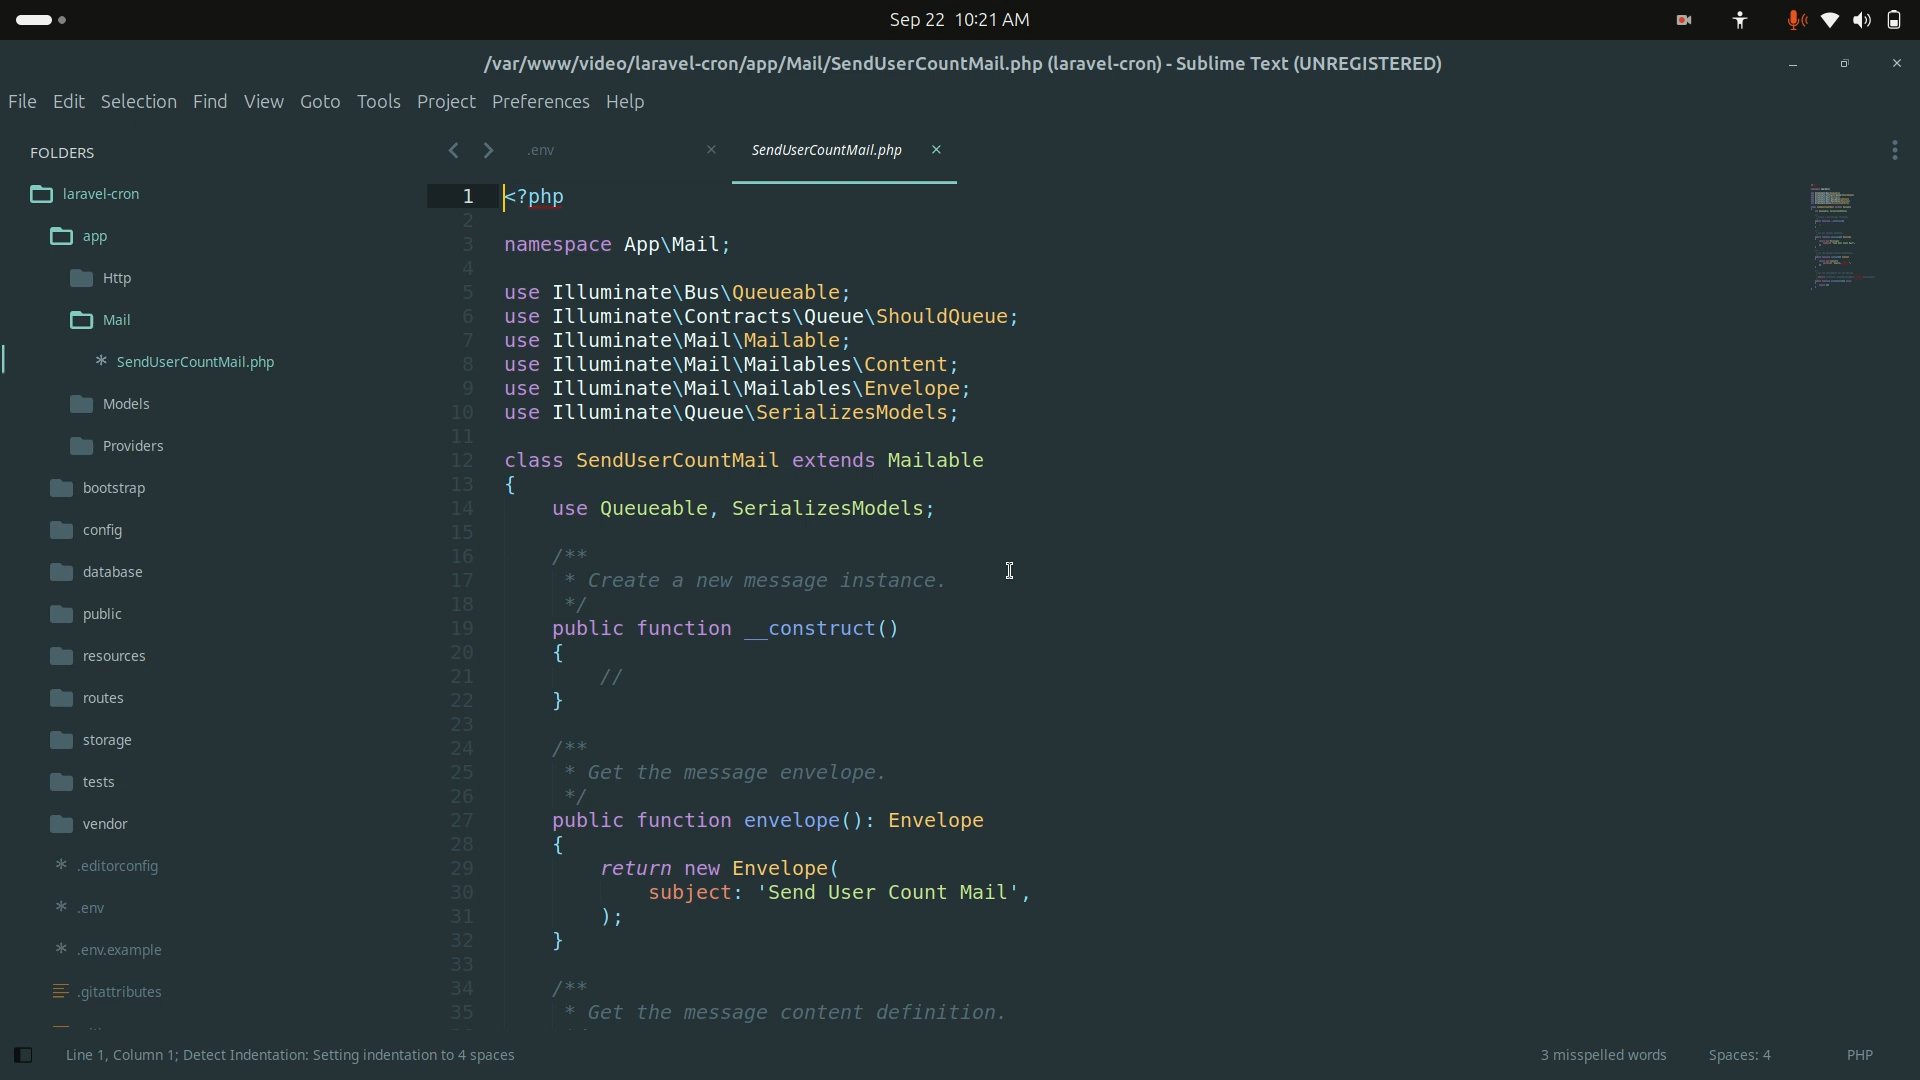 Sep 22 10:21 AM
/var/www/video/laravel-cron/app/Mail/SendUserCountMail.php (laravel-cron) - Sublime Text (UNREGISTERED)
File Edit Selection Find View Goto Tools Project Preferences Help
FOLDERS
laravel-cron
app
Http
Mail
* SendUserCountMail.php
Models
Providers
bootstrap
config
database
public
resources
routes
storage
tests
vendor
* .editorconfig
* .env
* .env.example
.gitattributes
.env
SendUserCountMail.php
1 <?php
2
3 namespace App\Mail;
4
5 use Illuminate\Bus\Queueable;
6 use Illuminate\Contracts\Queue\ShouldQueue;
7 use Illuminate\Mail\Mailable;
8 use Illuminate\Mail\Mailables\Content;
9 use Illuminate\Mail\Mailables\Envelope;
10 use Illuminate\Queue\SerializesModels;
11
12 class SendUserCountMail extends Mailable
13 {
14     use Queueable, SerializesModels;
15
16     /**
17      * Create a new message instance.
18      */
19     public function __construct()
20     {
21         //
22     }
23
24     /**
25      * Get the message envelope.
26      */
27     public function envelope(): Envelope
28     {
29         return new Envelope(
30             subject: 'Send User Count Mail',
31         );
32     }
33
34     /**
35      * Get the message content definition.
Line 1, Column 1; Detect Indentation: Setting indentation to 4 spaces
3 misspelled words
Spaces: 4
PHP